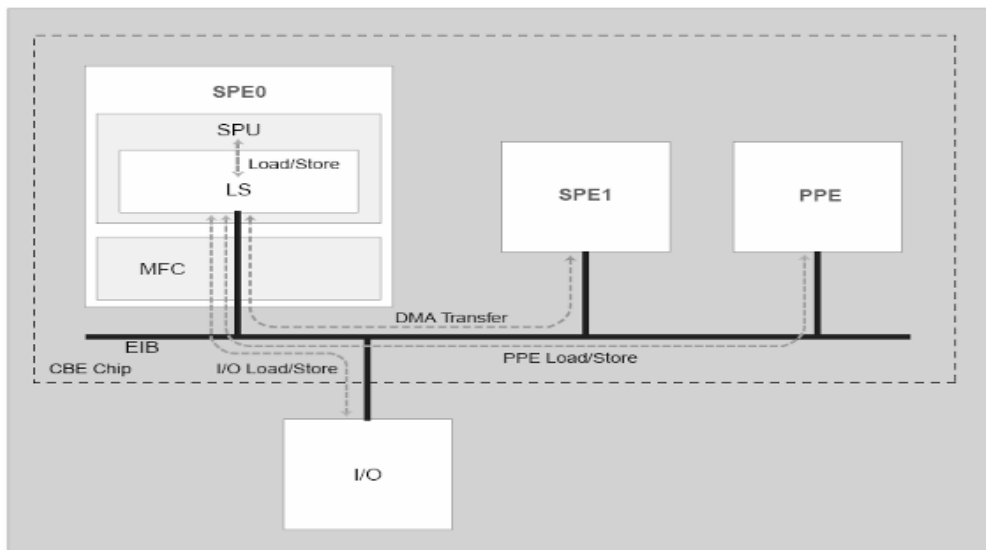 SPE0
SPU
Load/Store
LS
SPE1
PPE
MFC
DMA Transfer
EIB
PPE Load/Store
CBE Chip
I/O Load/Store
I/O